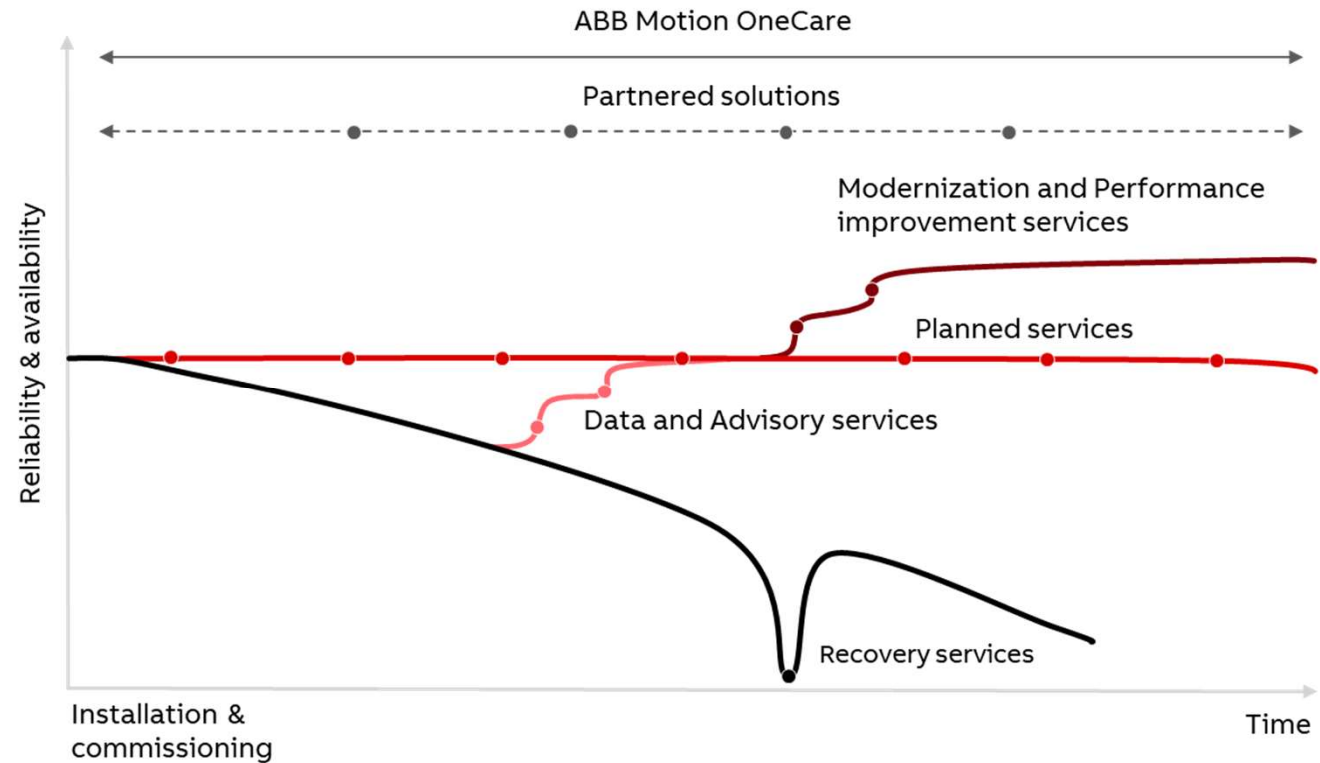 ABB Motion OneCare
Partnered solutions
Modernization and Performance
improvement services
Reliability & availability
Planned services
Data and Advisory services
Recovery services
Installation &
commissioning
Time